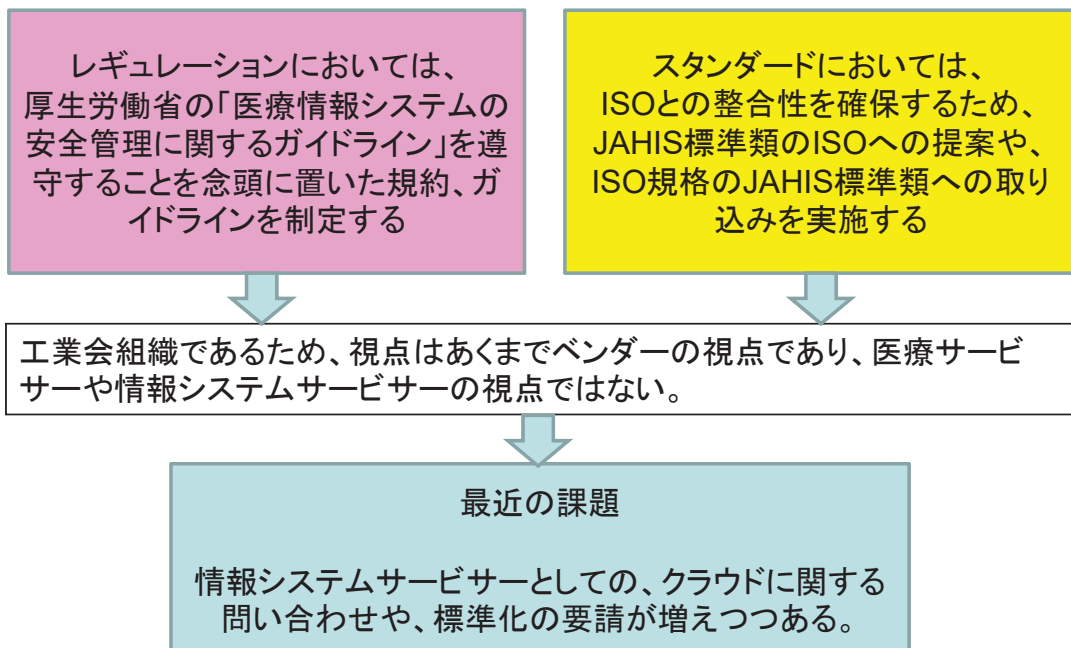 レギュレーションにおいては、
厚生労働省の「医療情報システムの
安全管理に関するガイドライン」を遵
守することを念頭に置いた規約、ガ
イドラインを制定する
スタンダードにおいては、
ISOとの整合性を確保するため、
JAHIS標準類のISOへの提案や、
ISO規格のJAHIS標準類への取り
込みを実施する
工業会組織であるため、視点はあくまでベンダーの視点であり、医療サービ
サーや情報システムサービサーの視点ではない。
最近の課題
情報システムサービサーとしての、クラウドに関する
問い合わせや、標準化の要請が増えつつある。